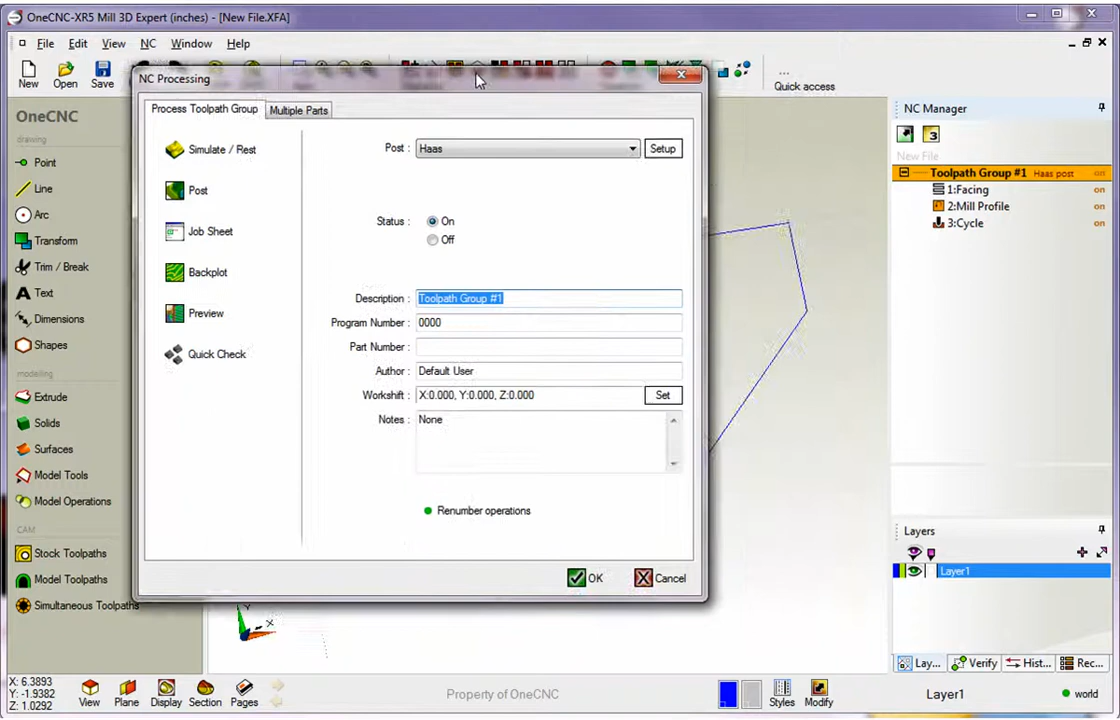 OneCNC-XR5 Mill 3D Expert (inches) - [New File.XFA]
File Edit View NC Window Help
New Open Save
Quick access
NC Processing
Process Toolpath Group Multiple Parts
Simulate / Rest
Post
Job Sheet
Backplot
Preview
Quick Check
Post : Haas Setup
Status : On
Off
Description : Toolpath Group #1
Program Number : 0000
Part Number :
Author : Default User
Workshift : X:0.000, Y:0.000, Z:0.000 Set
Notes : None
Renumber operations
OK Cancel
OneCNC
drawing
Point
Line
Arc
Transform
Trim / Break
Text
Dimensions
Shapes
modelling
Extrude
Solids
Surfaces
Model Tools
Model Operations
CAM
Stock Toolpaths
Model Toolpaths
Simultaneous Toolpaths
NC Manager
3
New File
Toolpath Group #1 Haas post on
1:Facing on
2:Mill Profile on
3:Cycle on
Layers
Layer1
Lay... Verify Hist... Rec...
Y
X
X: 6.3893
Y: -1.9382
Z: 1.0292
View Plane Display Section Pages
Property of OneCNC
Styles Modify
Layer1
world